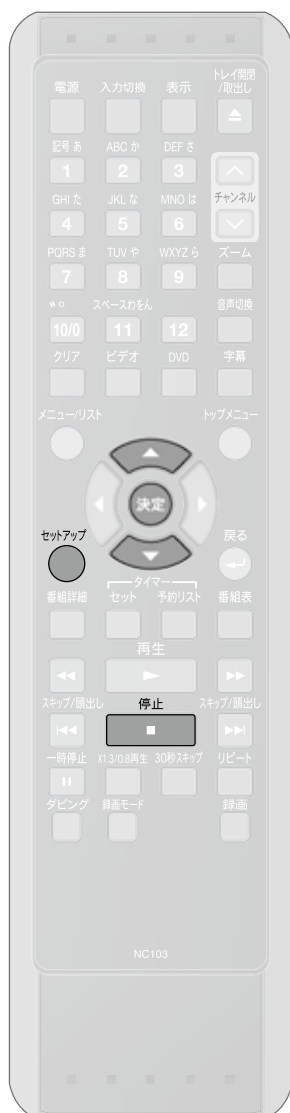 電源 入力切換 表示 トレイ開閉
/取出し
記号 あ ABC か DEF さ
1 2 3
GHI た JKL な MNO は チャンネル
4 5 6
PQRS ま TUV や WXYZ ら ズーム
7 8 9
゛゜ スペースわをん 音声切換
10/0 11 12
クリア ビデオ DVD 字幕
メニュー/リスト トップメニュー
決定
セットアップ 戻る
タイマー
番組詳細 セット 予約リスト 番組表
再生
スキップ/頭出し 停止 スキップ/頭出し
一時停止 X1.3/0.8再生 30秒スキップ リピート
ダビング 録画モード 録画
NC103